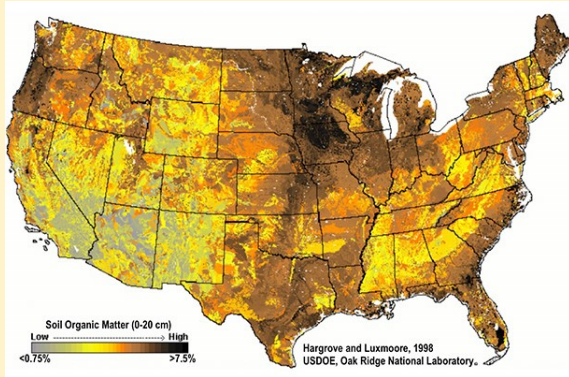 Soil Organic Matter (0-20 cm)
Low ------------------> High
<0.75% >7.5%
Hargrove and Luxmoore, 1998
USDOE, Oak Ridge National Laboratory